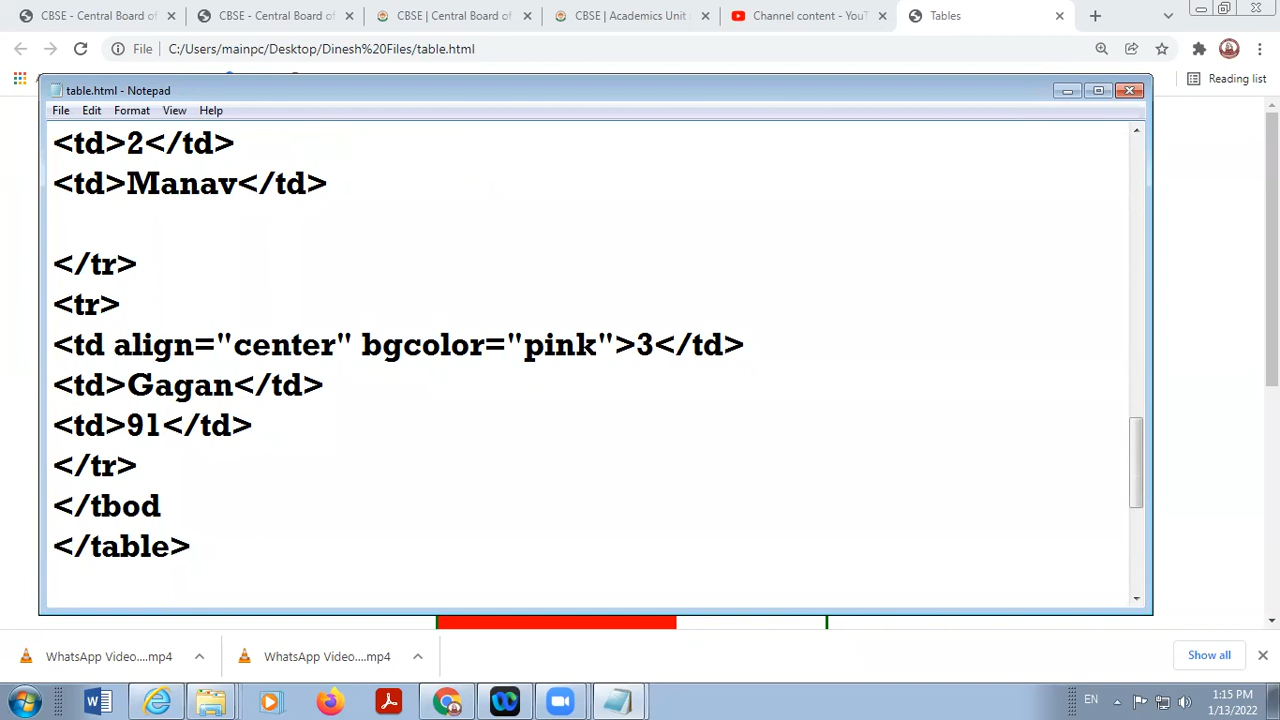 CBSE - Central Board of
CBSE - Central Board of
CBSE | Central Board of
CBSE | Academics Unit
Channel content - YouT
Tables
File
C:/Users/mainpc/Desktop/Dinesh%20Files/table.html
Reading list
table.html - Notepad
File Edit Format View Help
<td>2</td>
<td>Manav</td>
</tr>
<tr>
<td align="center" bgcolor="pink">3</td>
<td>Gagan</td>
<td>91</td>
</tr>
</tbod
</table>
WhatsApp Video....mp4
WhatsApp Video....mp4
Show all
EN
1:15 PM
1/13/2022